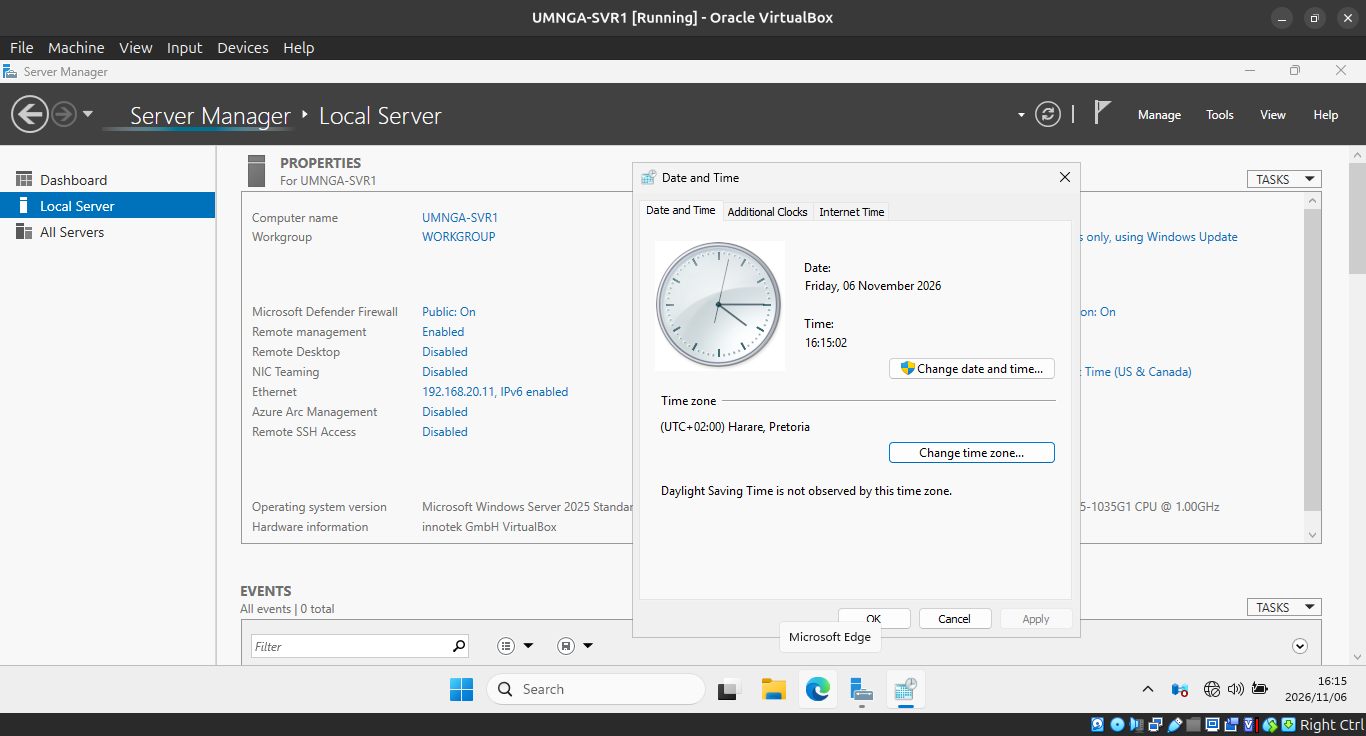 UMNGA-SVR1 [Running] - Oracle VirtualBox
File Machine View Input Devices Help
Server Manager
Server Manager Local Server
Manage Tools View Help
Dashboard
Local Server
All Servers
PROPERTIES
For UMNGA-SVR1
TASKS
Computer name UMNGA-SVR1
Workgroup WORKGROUP
s only, using Windows Update
Microsoft Defender Firewall Public: On
on: On
Remote management Enabled
Remote Desktop Disabled
NIC Teaming Disabled
: Time (US & Canada)
Ethernet 192.168.20.11, IPv6 enabled
Azure Arc Management Disabled
Remote SSH Access Disabled
Operating system version Microsoft Windows Server 2025 Standar
5-1035G1 CPU @ 1.00GHz
Hardware information innotek GmbH VirtualBox
Date and Time
Date and Time Additional Clocks Internet Time
Date:
Friday, 06 November 2026
Time:
16:15:02
Change date and time...
Time zone
(UTC+02:00) Harare, Pretoria
Change time zone...
Daylight Saving Time is not observed by this time zone.
OK Cancel Apply
Microsoft Edge
EVENTS
All events | 0 total
TASKS
Filter
Search
16:15
2026/11/06
Right Ctrl